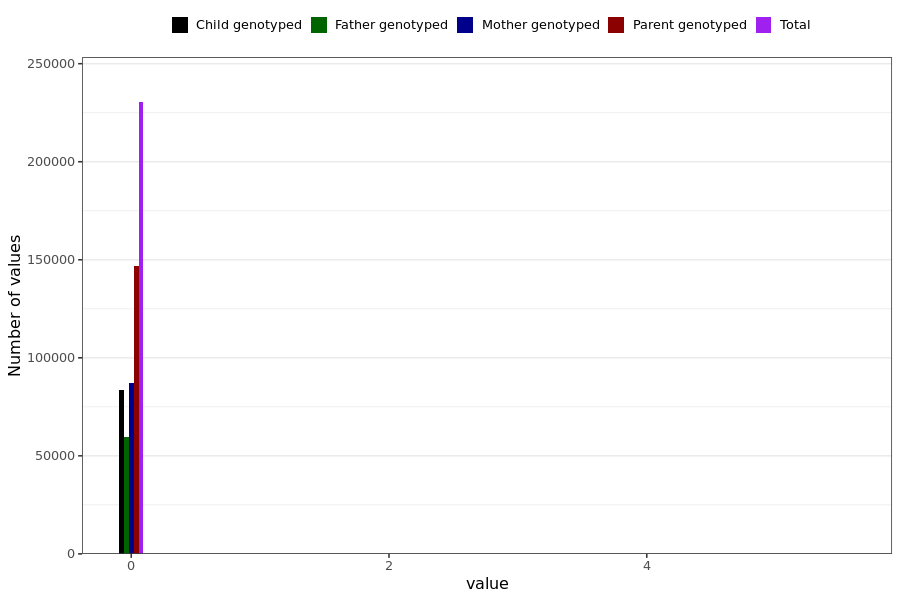 Child genotyped Father genotyped Mother genotyped Parent genotyped Total
250000
200000
150000
100000
50000
0
Number of values
0 2 4
value